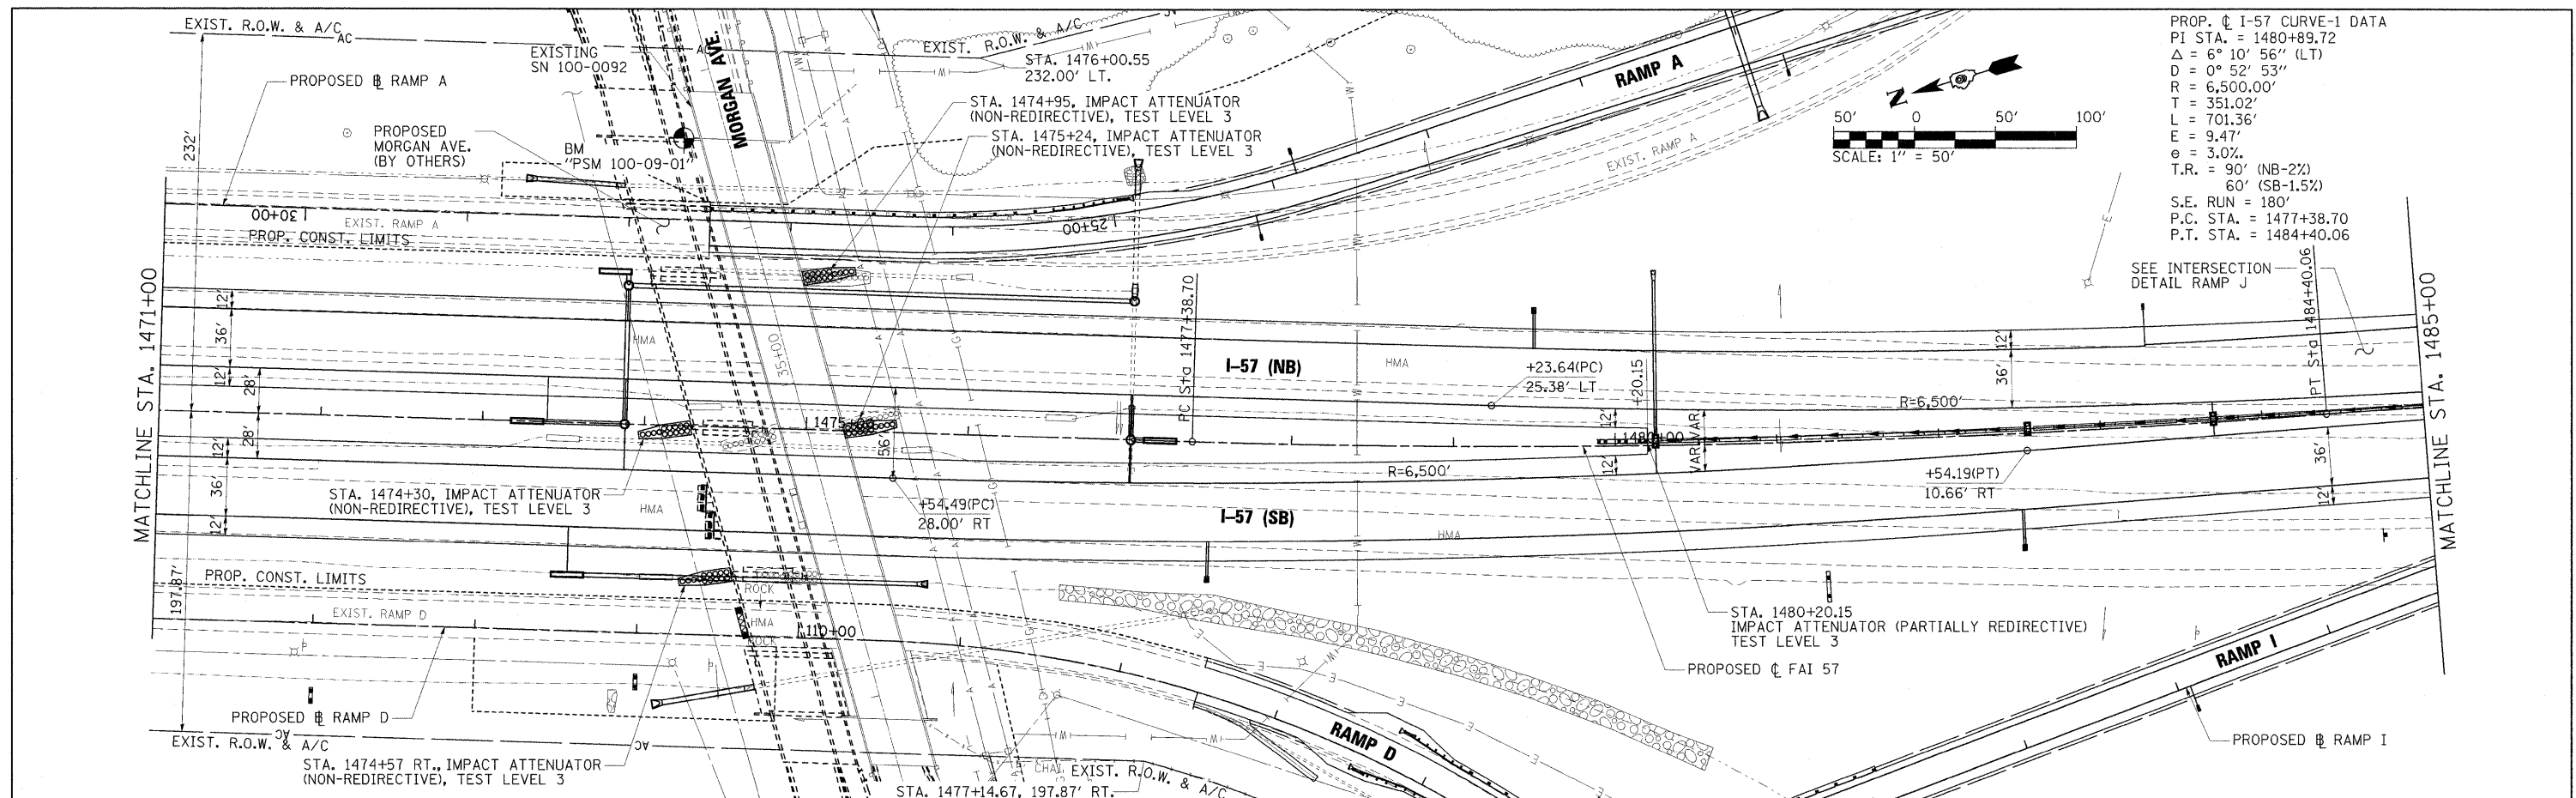 EXIST. R.O.W. & A/C
AC
EXISTING
SN 100-0092
MORGAN AVE.
EXIST. R.O.W. & A/C
STA. 1476+00.55
232.00' LT.
RAMP A
PROP. ℄ I-57 CURVE-1 DATA
PI STA. = 1480+89.72
Δ = 6° 10' 56" (LT)
D = 0° 52' 53"
R = 6,500.00'
T = 351.02'
L = 701.36'
E = 9.47'
e = 3.0%.
T.R. = 90' (NB-2%)
60' (SB-1.5%)
S.E. RUN = 180'
P.C. STA. = 1477+38.70
P.T. STA. = 1484+40.06
N
50' 0 50' 100'
SCALE: 1" = 50'
PROPOSED ⅊ RAMP A
232'
PROPOSED
MORGAN AVE.
(BY OTHERS)
BM
"PSM 100-09-01"
STA. 1474+95, IMPACT ATTENUATOR
(NON-REDIRECTIVE), TEST LEVEL 3
STA. 1475+24, IMPACT ATTENUATOR
(NON-REDIRECTIVE), TEST LEVEL 3
EXIST. RAMP A
30+00
EXIST. RAMP A
25+00
PROP. CONST. LIMITS
SEE INTERSECTION
DETAIL RAMP J
MATCHLINE STA. 1471+00
12'
36'
12'
28'
28'
12'
36'
12'
HMA
35+00
PC Sta 1477+38.70
I-57 (NB)
HMA
+23.64(PC)
25.38' LT
+20.15
12'
36'
R=6,500'
PT Sta 1484+40.06
MATCHLINE STA. 1485+00
1475
56'
1480+00
12'
12'
VAR.
VAR
R=6,500'
+54.19(PT)
10.66' RT
36'
12'
STA. 1474+30, IMPACT ATTENUATOR
(NON-REDIRECTIVE), TEST LEVEL 3
HMA
+54.49(PC)
28.00' RT
I-57 (SB)
HMA
PROP. CONST. LIMITS
197.87'
EXIST. RAMP D
ROCK
HMA
ROCK
110+00
STA. 1480+20.15
IMPACT ATTENUATOR (PARTIALLY REDIRECTIVE)
TEST LEVEL 3
PROPOSED ℄ FAI 57
RAMP I
PROPOSED ⅊ RAMP D
AC
EXIST. R.O.W. & A/C
AC
STA. 1474+57 RT., IMPACT ATTENUATOR
(NON-REDIRECTIVE), TEST LEVEL 3
RAMP D
PROPOSED ⅊ RAMP I
EXIST. R.O.W. & A/C
STA. 1477+14.67, 197.87' RT.